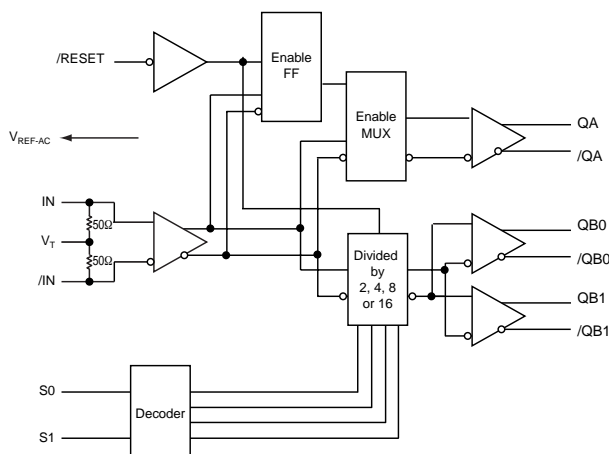 /RESET
Enable
FF
Enable
MUX
QA
/QA
VREF-AC
IN
50Ω
VT
50Ω
/IN
Divided
by
2, 4, 8
or 16
QB0
/QB0
QB1
/QB1
S0
Decoder
S1